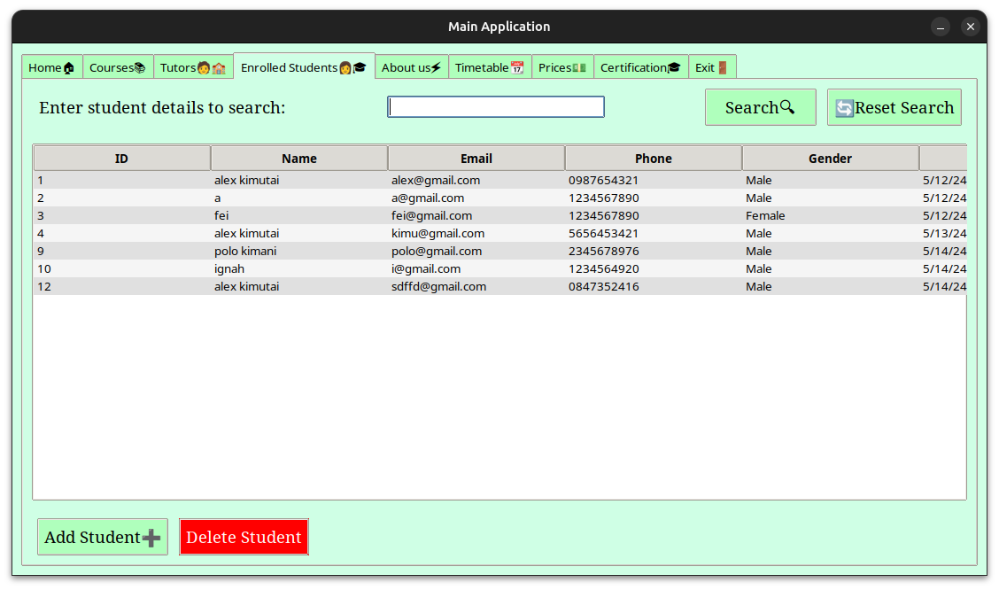 Main Application
Home🏠 Courses📚 Tutors🧑🏫 Enrolled Students👩🎓 About us⚡ Timetable📆 Prices💵 Certification🎓 Exit🚪
Enter student details to search: Search🔍 🔄Reset Search
ID Name Email Phone Gender
1 alex kimutai alex@gmail.com 0987654321 Male 5/12/24
2 a a@gmail.com 1234567890 Male 5/12/24
3 fei fei@gmail.com 1234567890 Female 5/12/24
4 alex kimutai kimu@gmail.com 5656453421 Male 5/13/24
9 polo kimani polo@gmail.com 2345678976 Male 5/14/24
10 ignah i@gmail.com 1234564920 Male 5/14/24
12 alex kimutai sdffd@gmail.com 0847352416 Male 5/14/24
Add Student➕ Delete Student